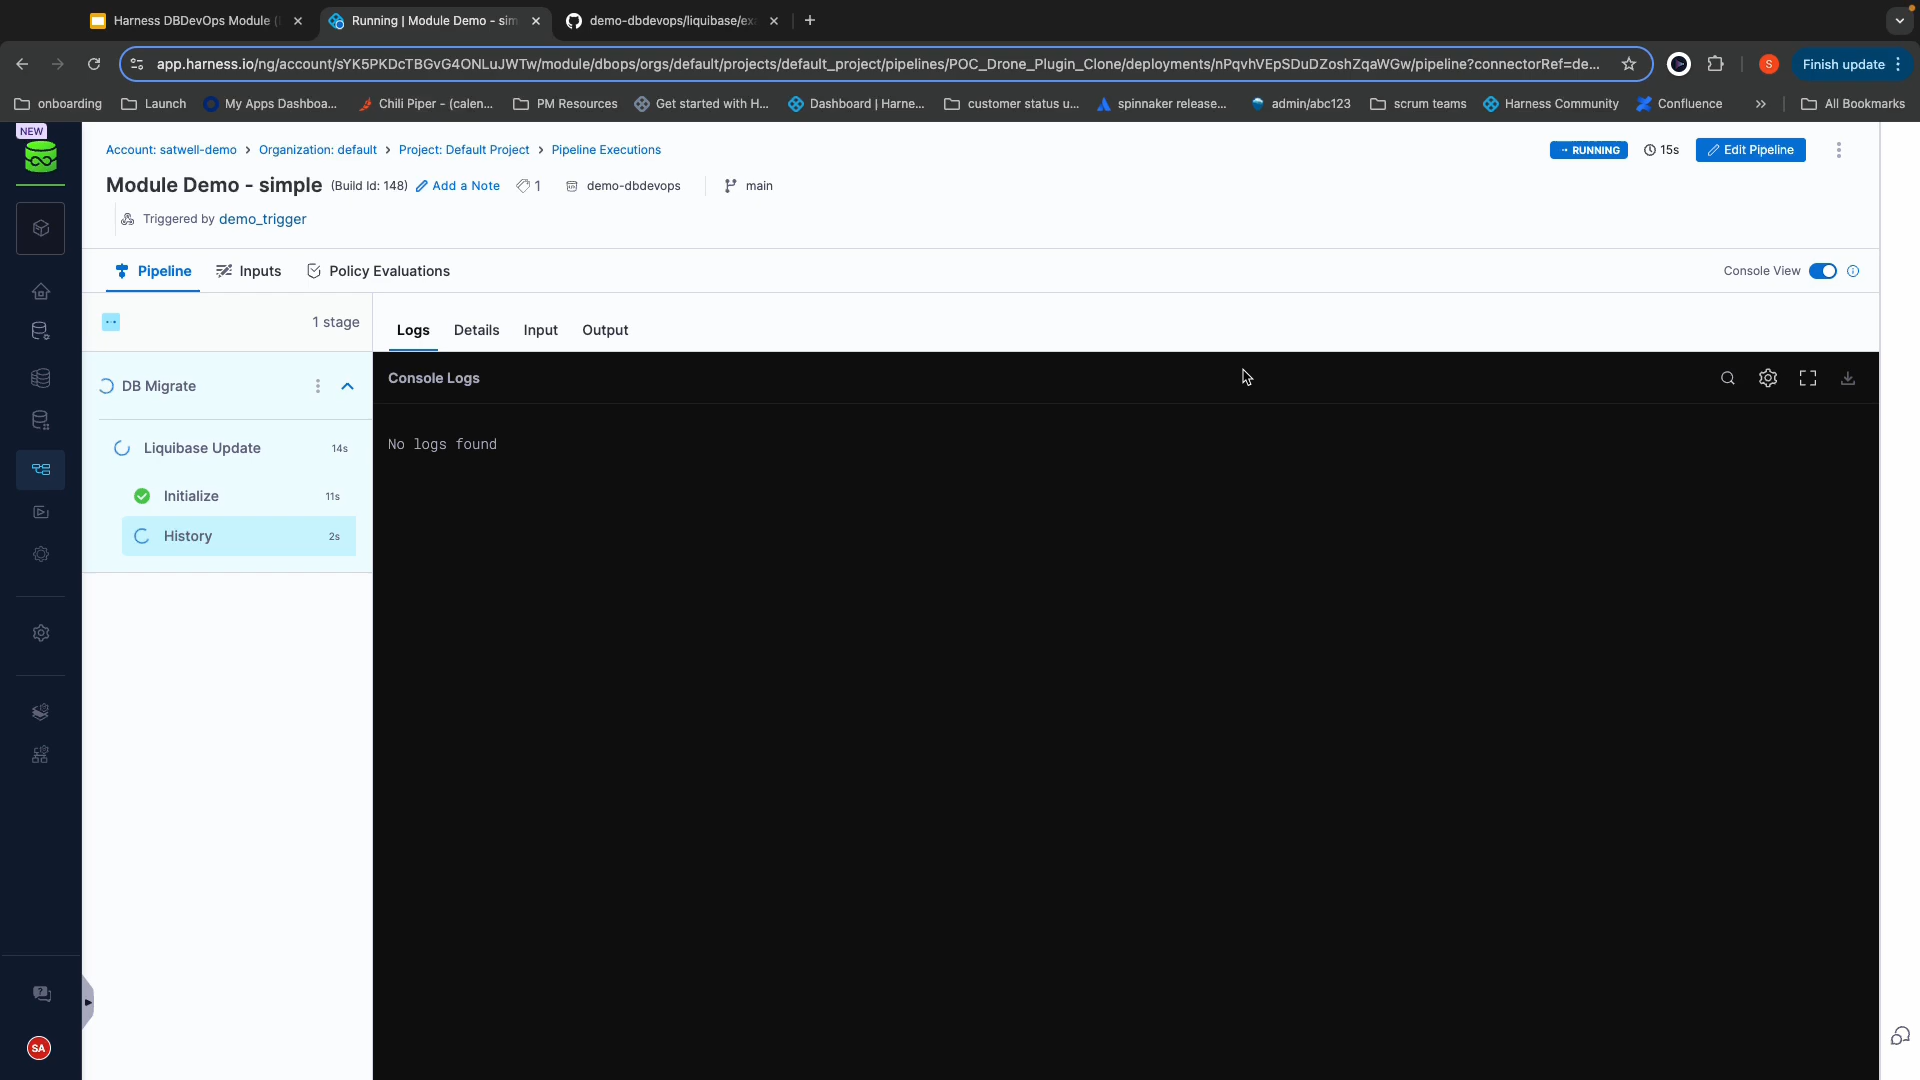 Harness DBDevOps Module (
Running | Module Demo - sim
demo-dbdevops/liquibase/ex
app.harness.io/ng/account/sYK5PKDcTBGvG4ONLuJWTw/module/dbops/orgs/default/projects/default_project/pipelines/POC_Drone_Plugin_Clone/deployments/nPqvhVEpSDuDZoshZqaWGw/pipeline?connectorRef=de...
S
Finish update
onboarding
Launch
My Apps Dashboa...
Chili Piper - (calen...
PM Resources
Get started with H...
Dashboard | Harne...
customer status u...
spinnaker release...
admin/abc123
scrum teams
Harness Community
Confluence
All Bookmarks
NEW
Account: satwell-demo > Organization: default > Project: Default Project > Pipeline Executions
RUNNING
15s
Edit Pipeline
Module Demo - simple (Build Id: 148) Add a Note 1 demo-dbdevops main
Triggered by demo_trigger
Pipeline
Inputs
Policy Evaluations
Console View
1 stage
Logs
Details
Input
Output
DB Migrate
Console Logs
Liquibase Update 14s
No logs found
Initialize 11s
History 2s
SA